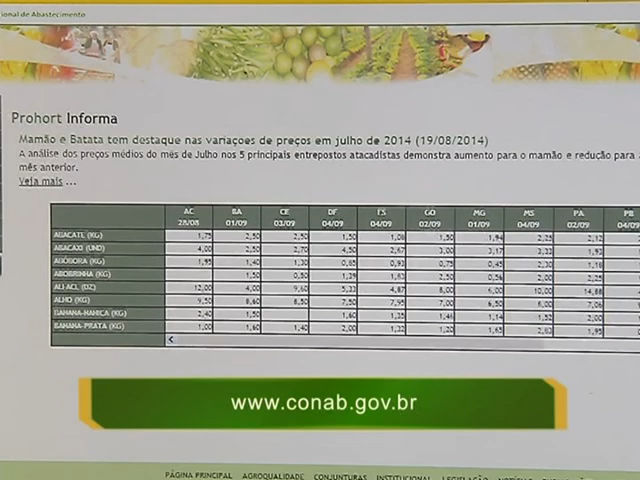 ional de Abastecimento
Prohort Informa
Mamão e Batata tem destaque nas variações de preços em julho de 2014 (19/08/2014)
A análise dos preços médios do mês de Julho nos 5 principais entrepostos atacadistas demonstra aumento para o mamão e redução para
mês anterior.
Veja mais ...
AC BA CE DF ES GO MG MS PA PB
28/08 01/09 03/09 04/09 04/09 02/09 01/09 04/09 02/09 04/09
ABACATE (KG) 1,75 2,50 2,50 1,50 1,08 1,50 1,94 2,25 2,12
ABACAXI (UND) 4,00 2,50 2,70 4,50 2,67 3,00 3,17 3,33 1,92
ABÓBORA (KG) 1,95 1,40 1,30 0,85 0,93 0,75 0,45 2,30 1,18
ABOBRINHA (KG) 1,50 0,50 1,39 1,83 2,50 0,56 2,00 2,25
ALFACE (DZ) 12,00 4,00 9,60 5,33 4,87 8,00 6,00 10,00 14,88
ALHO (KG) 9,50 8,60 8,50 7,50 7,95 7,00 6,50 8,00 7,06
BANANA-NANICA (KG) 2,40 1,50 1,60 1,25 1,46 1,14 1,52 2,00
BANANA-PRATA (KG) 1,00 1,60 1,40 2,00 1,32 1,20 1,65 2,83 1,95
www.conab.gov.br
PÁGINA PRINCIPAL AGROQUALIDADE CONJUNTURAS INSTITUCIONAL LEGISLAÇÃO NOTÍCIAS